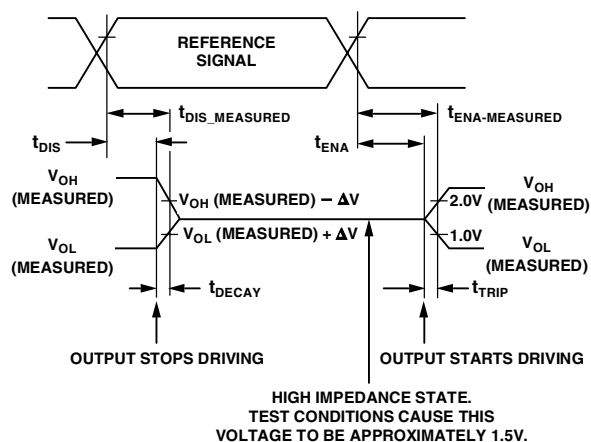 REFERENCE
SIGNAL
tDIS_MEASURED
tENA-MEASURED
tDIS
tENA
VOH
(MEASURED)
VOH (MEASURED) – ΔV
2.0V
VOH
(MEASURED)
VOL
(MEASURED)
VOL (MEASURED) + ΔV
1.0V
VOL
(MEASURED)
tDECAY
tTRIP
OUTPUT STOPS DRIVING
OUTPUT STARTS DRIVING
HIGH IMPEDANCE STATE.
TEST CONDITIONS CAUSE THIS
VOLTAGE TO BE APPROXIMATELY 1.5V.